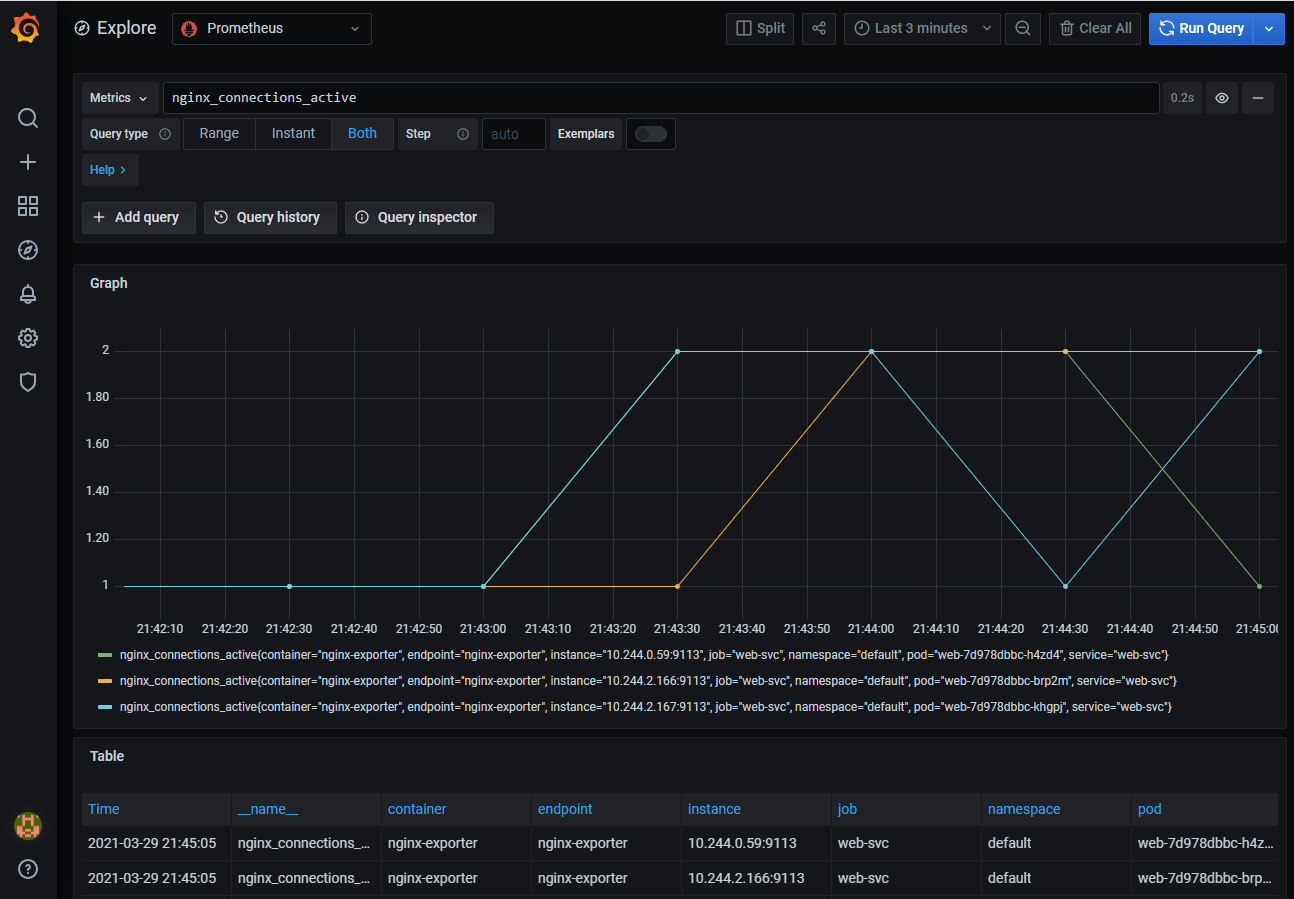 Explore Prometheus Split Last 3 minutes Clear All Run Query
Metrics nginx_connections_active 0.2s
Query type Range Instant Both Step auto Exemplars
Help
Add query Query history Query inspector
Graph
2
1.80
1.60
1.40
1.20
1
21:42:10 21:42:20 21:42:30 21:42:40 21:42:50 21:43:00 21:43:10 21:43:20 21:43:30 21:43:40 21:43:50 21:44:00 21:44:10 21:44:20 21:44:30 21:44:40 21:44:50 21:45:00
nginx_connections_active{container="nginx-exporter", endpoint="nginx-exporter", instance="10.244.0.59:9113", job="web-svc", namespace="default", pod="web-7d978dbbc-h4zd4", service="web-svc"}
nginx_connections_active{container="nginx-exporter", endpoint="nginx-exporter", instance="10.244.2.166:9113", job="web-svc", namespace="default", pod="web-7d978dbbc-brp2m", service="web-svc"}
nginx_connections_active{container="nginx-exporter", endpoint="nginx-exporter", instance="10.244.2.167:9113", job="web-svc", namespace="default", pod="web-7d978dbbc-khgpj", service="web-svc"}
Table
Time __name__ container endpoint instance job namespace pod
2021-03-29 21:45:05 nginx_connections_... nginx-exporter nginx-exporter 10.244.0.59:9113 web-svc default web-7d978dbbc-h4z...
2021-03-29 21:45:05 nginx_connections_... nginx-exporter nginx-exporter 10.244.2.166:9113 web-svc default web-7d978dbbc-brp...